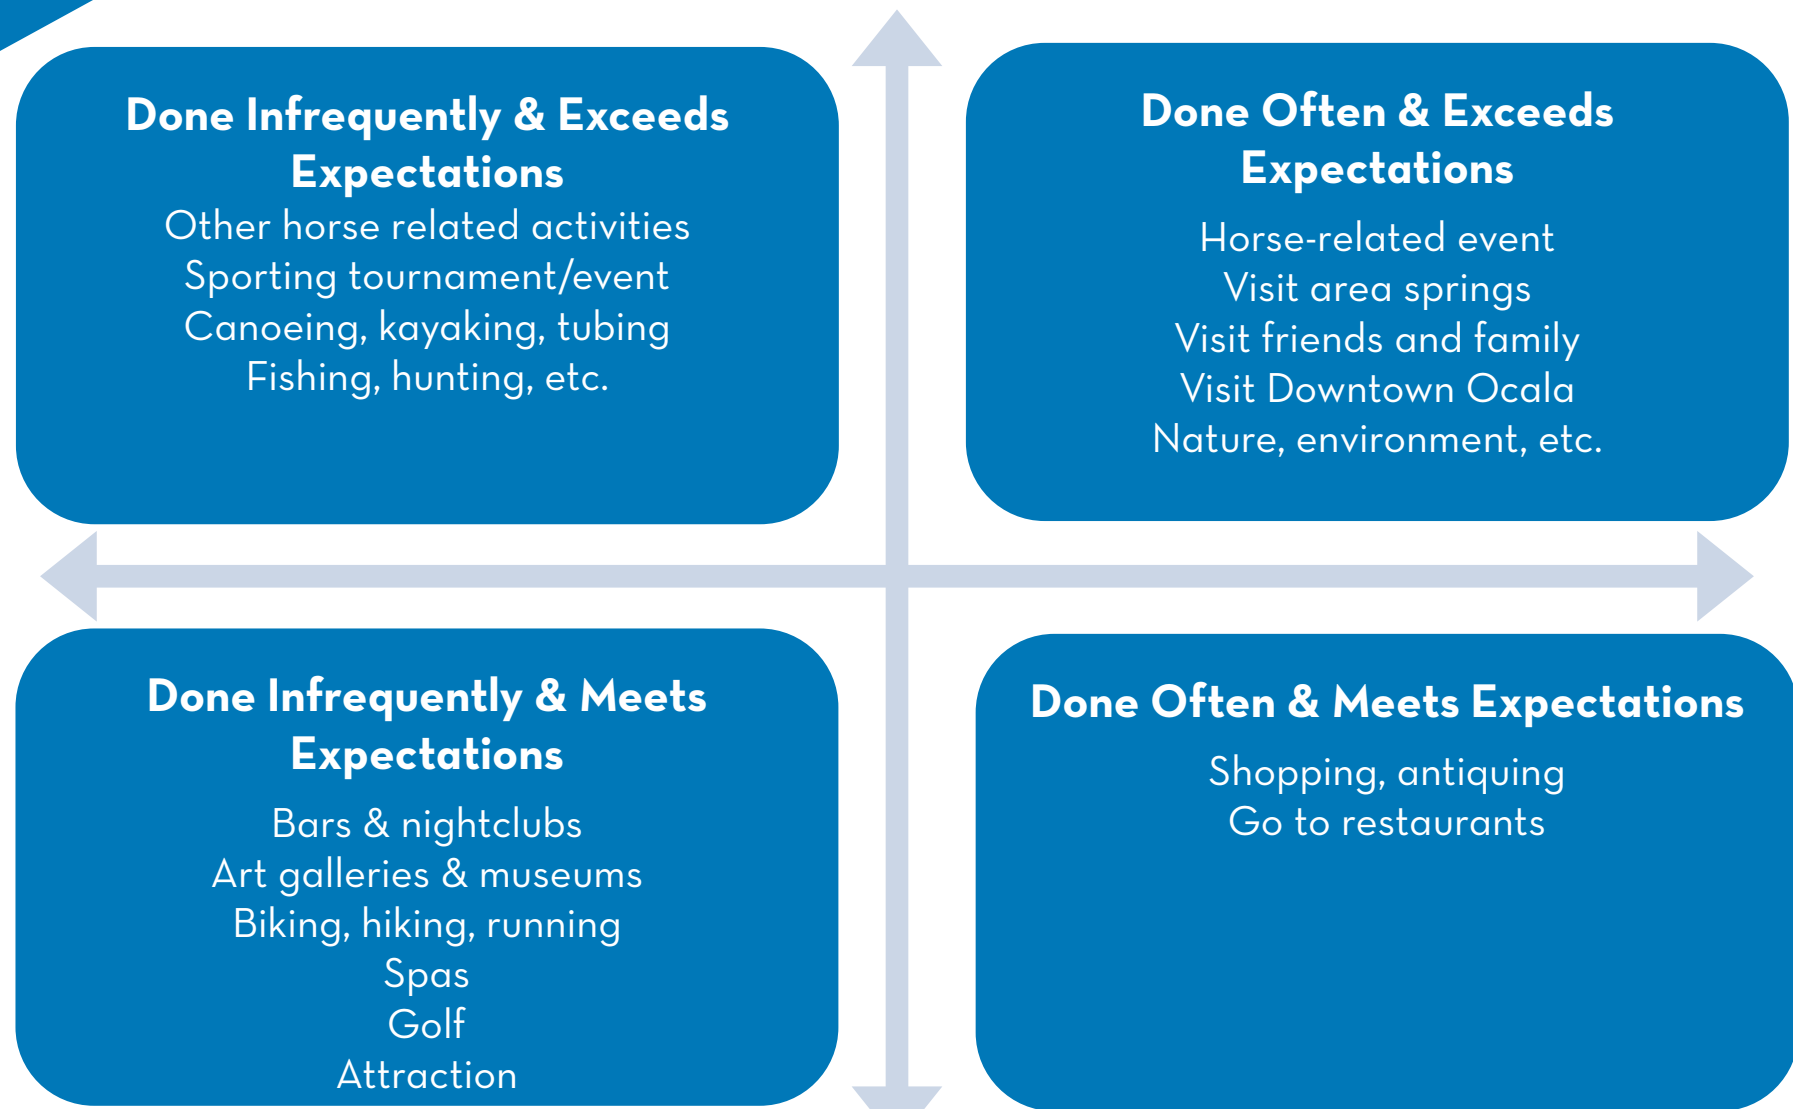 Done Infrequently & Exceeds
Expectations
Other horse related activities
Sporting tournament/event
Canoeing, kayaking, tubing
Fishing, hunting, etc.
Done Often & Exceeds
Expectations
Horse-related event
Visit area springs
Visit friends and family
Visit Downtown Ocala
Nature, environment, etc.
Done Infrequently & Meets
Expectations
Bars & nightclubs
Art galleries & museums
Biking, hiking, running
Spas
Golf
Attraction
Done Often & Meets Expectations
Shopping, antiquing
Go to restaurants